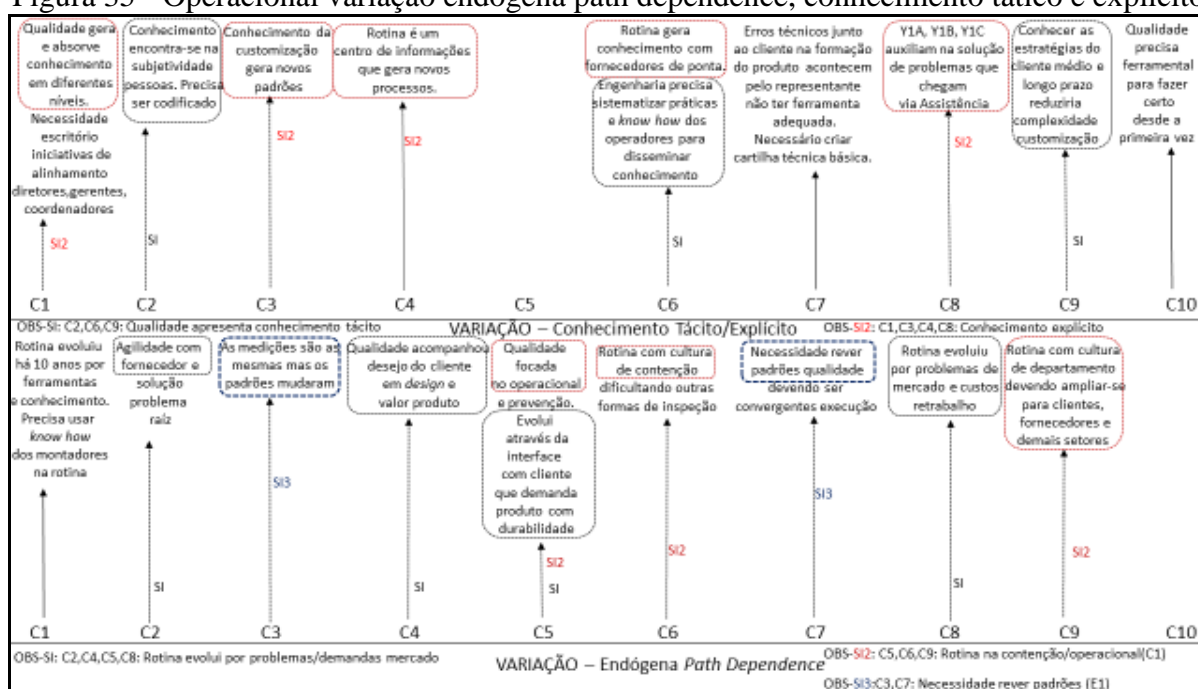 Figura 35 – Operacional variação endógena path dependence, conhecimento tático e explícito
Qualidade gera
e absorve
conhecimento
em diferentes
níveis.
Necessidade
escritório
iniciativas de
alinhamento
diretores,gerentes,
coordenadores
Conhecimento
encontra-se na
subjetividade
pessoas. Precisa
ser codificado
Conhecimento da
customização
gera novos
padrões
Rotina é um
centro de informações
que gera novos
processos.
Rotina gera
conhecimento com
fornecedores de ponta.
Engenharia precisa
sistematizar práticas
e know how dos
operadores para
disseminar
conhecimento
Erros técnicos junto
ao cliente na formação
do produto acontecem
pelo representante
não ter ferramenta
adequada.
Necessário criar
cartilha técnica básica.
Y1A, Y1B, Y1C
auxiliam na solução
de problemas que
chegam
via Assistência
Conhecer as
estratégias do
cliente médio e
longo prazo
reduziria
complexidade
customização
Qualidade
precisa
ferramental
para fazer
certo
desde a
primeira vez
SI2
SI
SI2
SI2
SI
SI2
SI
C1 C2 C3 C4 C5 C6 C7 C8 C9 C10
OBS-SI: C2,C6,C9: Qualidade apresenta conhecimento tácito
VARIAÇÃO – Conhecimento Tácito/Explícito
OBS-SI2: C1,C3,C4,C8: Conhecimento explícito
Rotina evoluiu
há 10 anos por
ferramentas
e conhecimento.
Precisa usar
know how
dos montadores
na rotina
Agilidade com
fornecedor e
solução
problema
raíz
As medições são as
mesmas mas os
padrões mudaram
Qualidade acompanhou
desejo do cliente
em design e
valor produto
Qualidade
focada
no operacional
e prevenção.
Evolui
através da
interface
com cliente
que demanda
produto com
durabilidade
Rotina com cultura
de contenção
dificultando outras
formas de inspeção
Necessidade rever
padrões qualidade
devendo ser
convergentes execução
Rotina evoluiu
por problemas de
mercado e custos
retrabalho
Rotina com cultura
de departamento
devendo ampliar-se
para clientes,
fornecedores e
demais setores
SI
SI3
SI
SI2
SI
SI2
SI3
SI
SI2
C1 C2 C3 C4 C5 C6 C7 C8 C9 C10
OBS-SI: C2,C4,C5,C8: Rotina evolui por problemas/demandas mercado
VARIAÇÃO – Endógena Path Dependence
OBS-SI2: C5,C6,C9: Rotina na contenção/operacional(C1)
OBS-SI3:C3,C7: Necessidade rever padrões (E1)